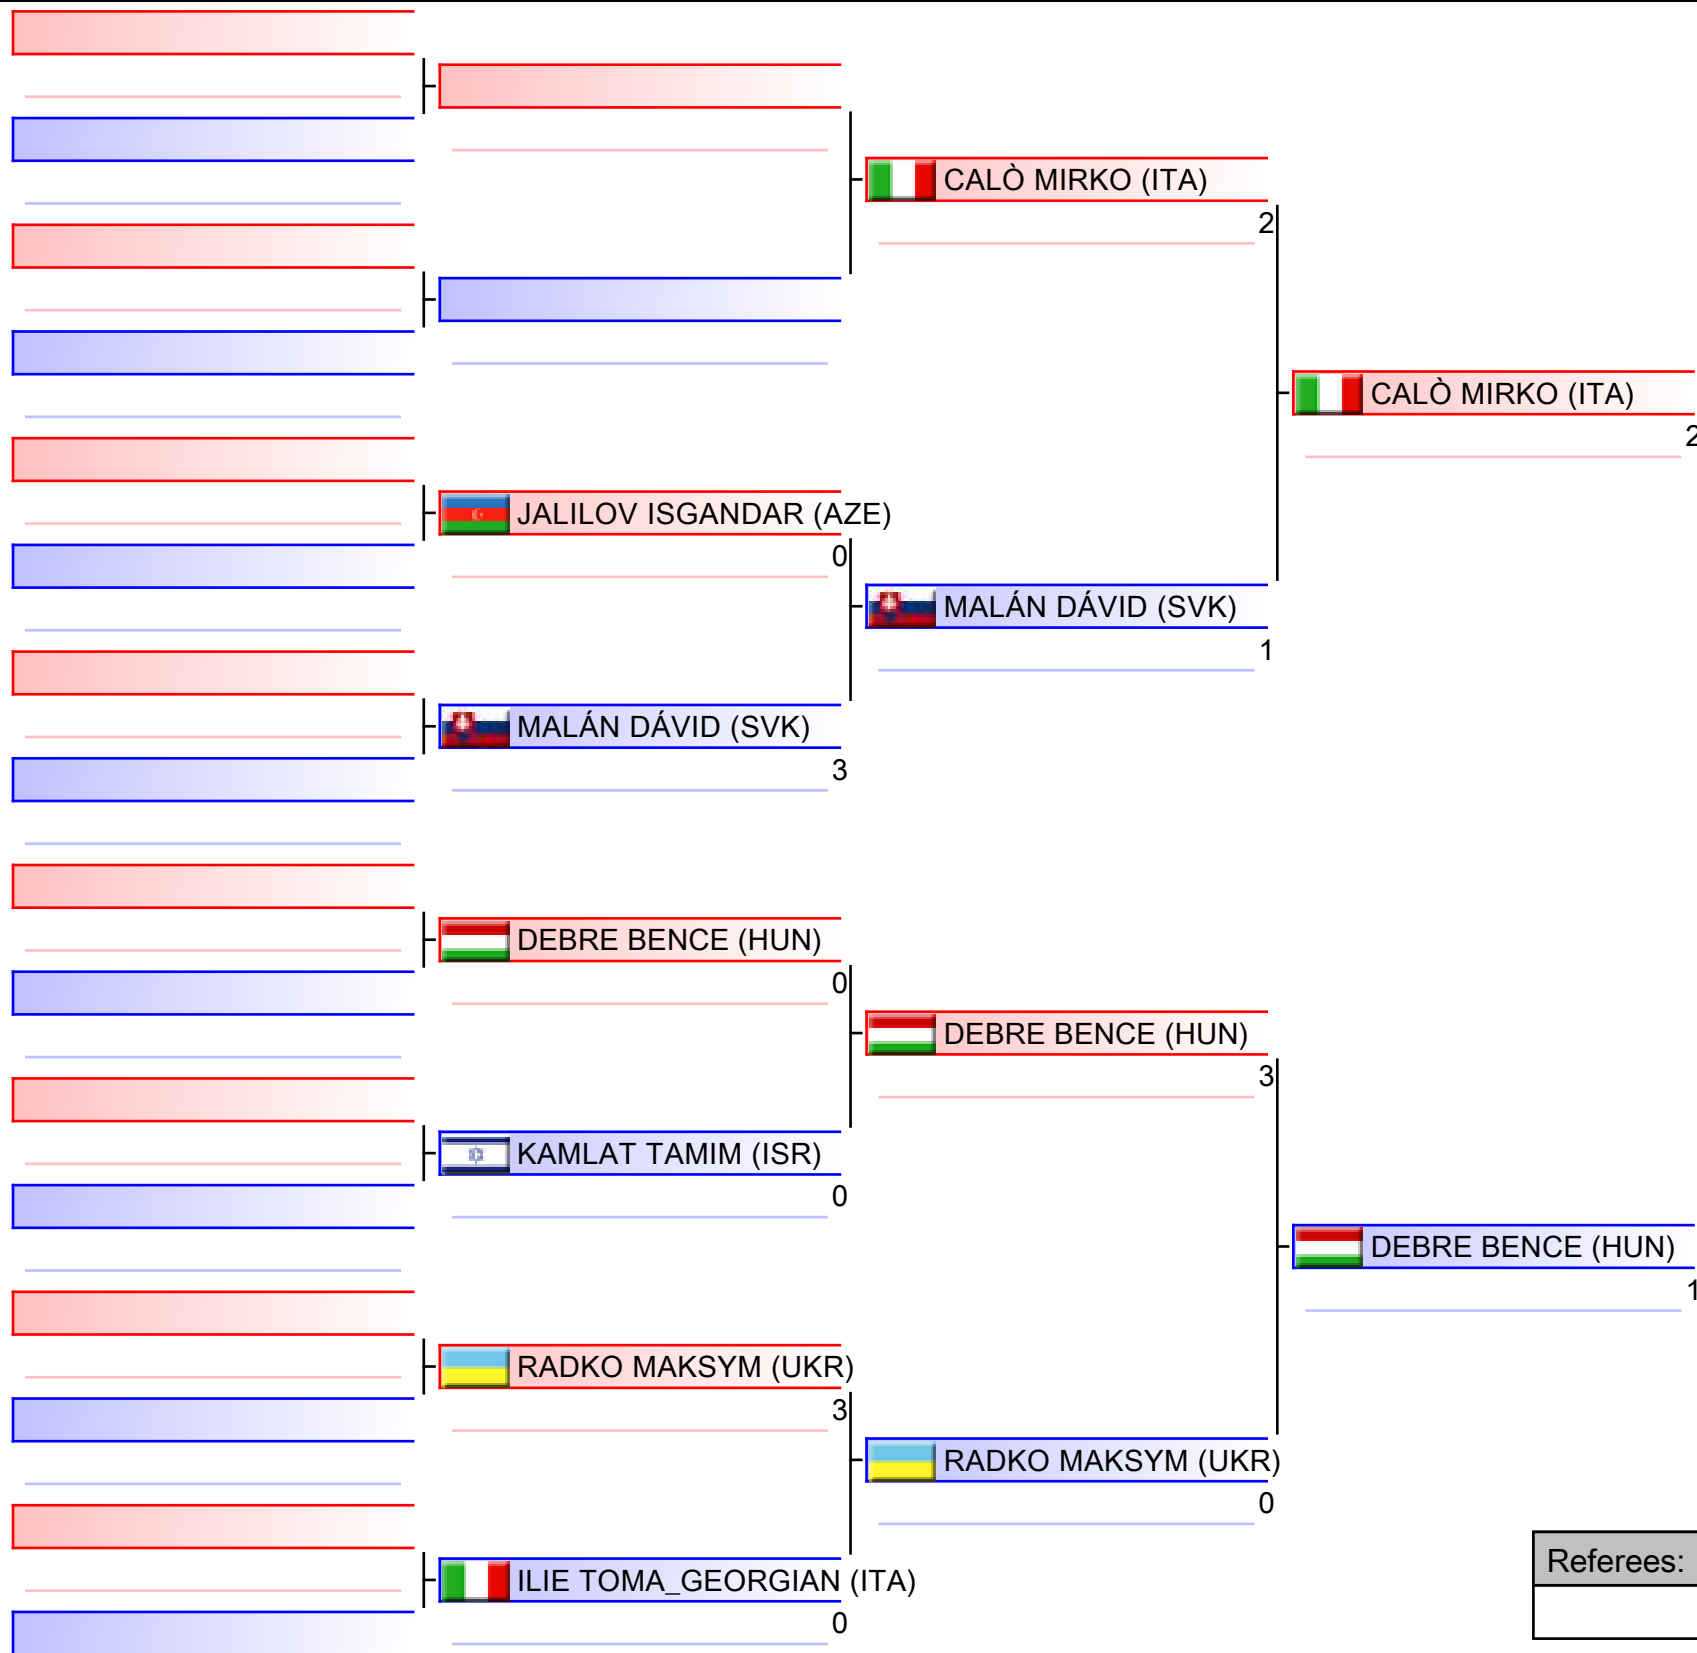 CALÒ MIRKO (ITA)
2
CALÒ MIRKO (ITA)
2
JALILOV ISGANDAR (AZE)
0
MALÁN DÁVID (SVK)
1
MALÁN DÁVID (SVK)
3
DEBRE BENCE (HUN)
0
DEBRE BENCE (HUN)
3
KAMLAT TAMIM (ISR)
0
DEBRE BENCE (HUN)
1
RADKO MAKSYM (UKR)
3
RADKO MAKSYM (UKR)
0
ILIE TOMA_GEORGIAN (ITA)
0
Referees: